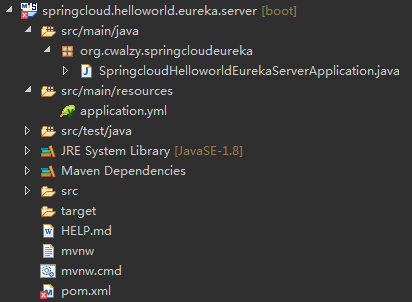 springcloud.helloworld.eureka.server [boot]
src/main/java
org.cwalzy.springcloudeureka
SpringcloudHelloworldEurekaServerApplication.java
src/main/resources
application.yml
src/test/java
JRE System Library [JavaSE-1.8]
Maven Dependencies
src
target
HELP.md
mvnw
mvnw.cmd
pom.xml